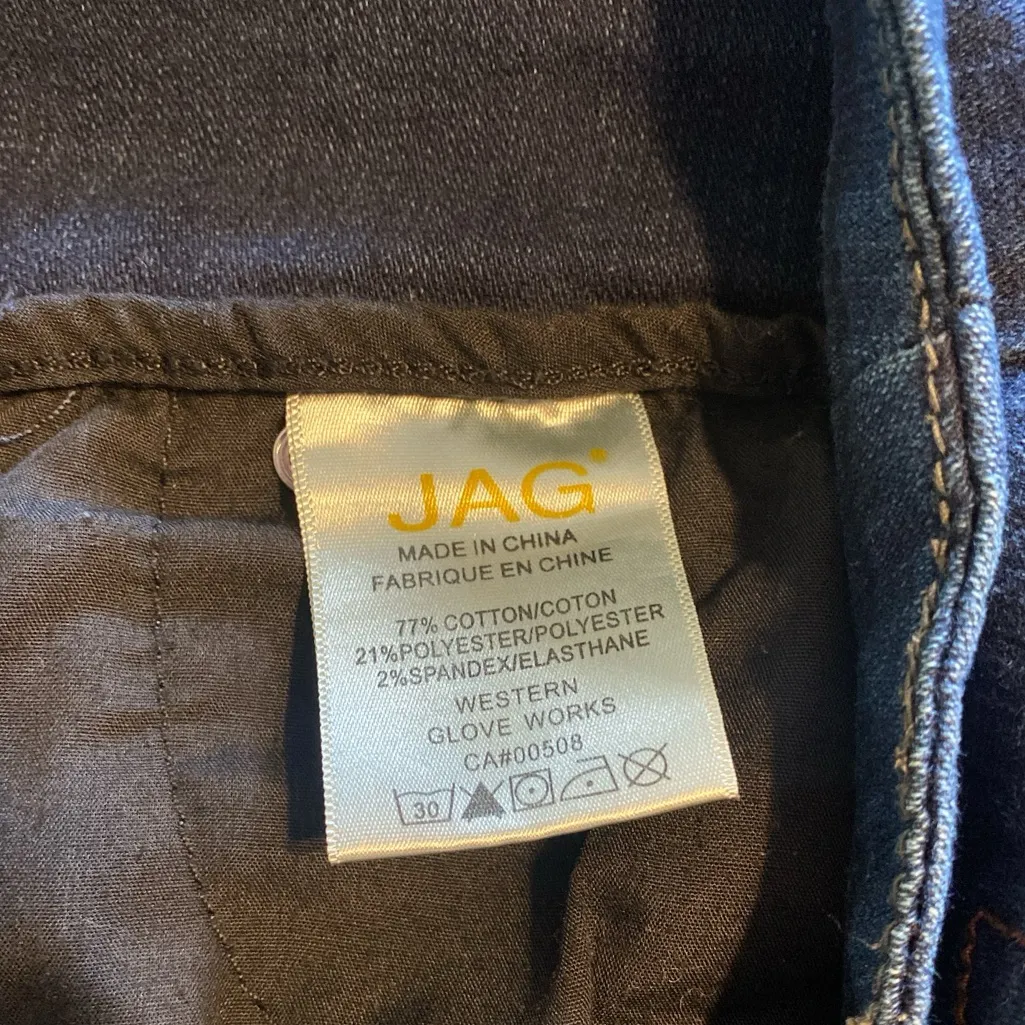 JAG
MADE IN CHINA
FABRIQUE EN CHINE
77% COTTON/COTON
21%POLYESTER/POLYESTER
2%SPANDEX/ELASTHANE
WESTERN
GLOVE WORKS
CA#00508
30